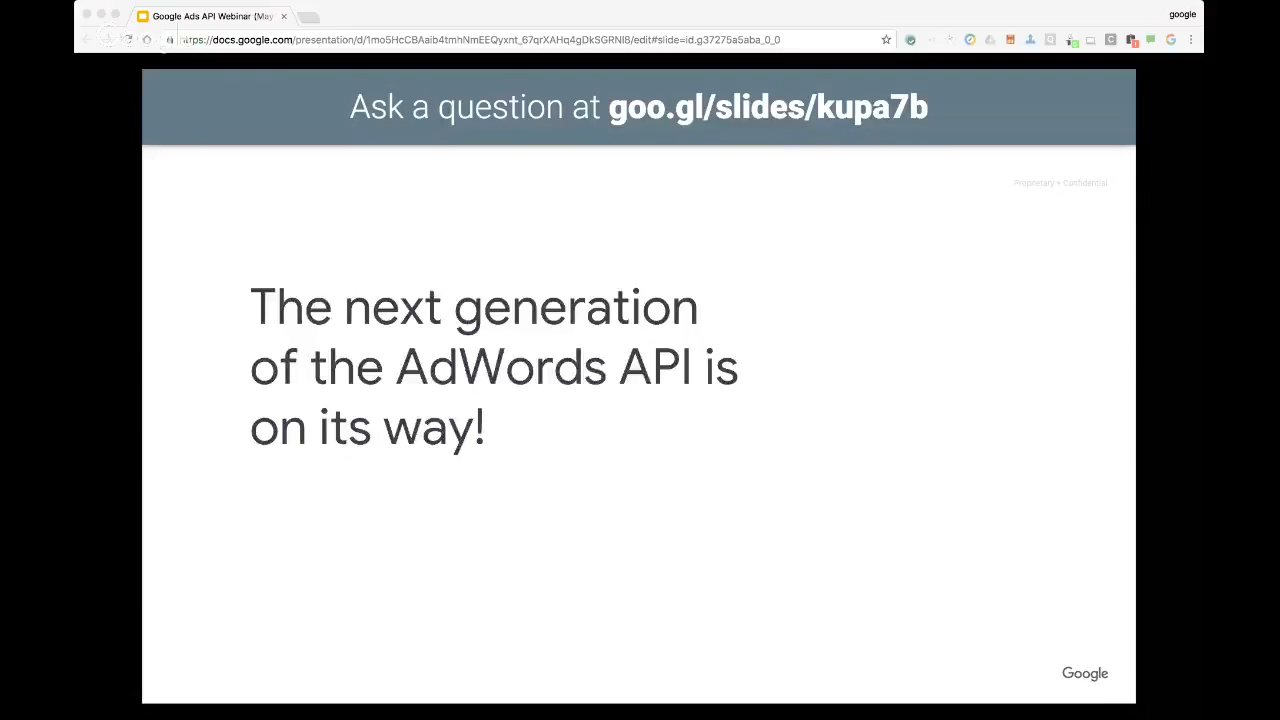 Google Ads API Webinar (May
google
https://docs.google.com/presentation/d/1mo5HcCBAaib4tmhNmEEQyxnt_67qrXAHq4gDkSGRNI8/edit#slide=id.g37275a5aba_0_0
Ask a question at goo.gl/slides/kupa7b
Proprietary + Confidential
The next generation
of the AdWords API is
on its way!
Google